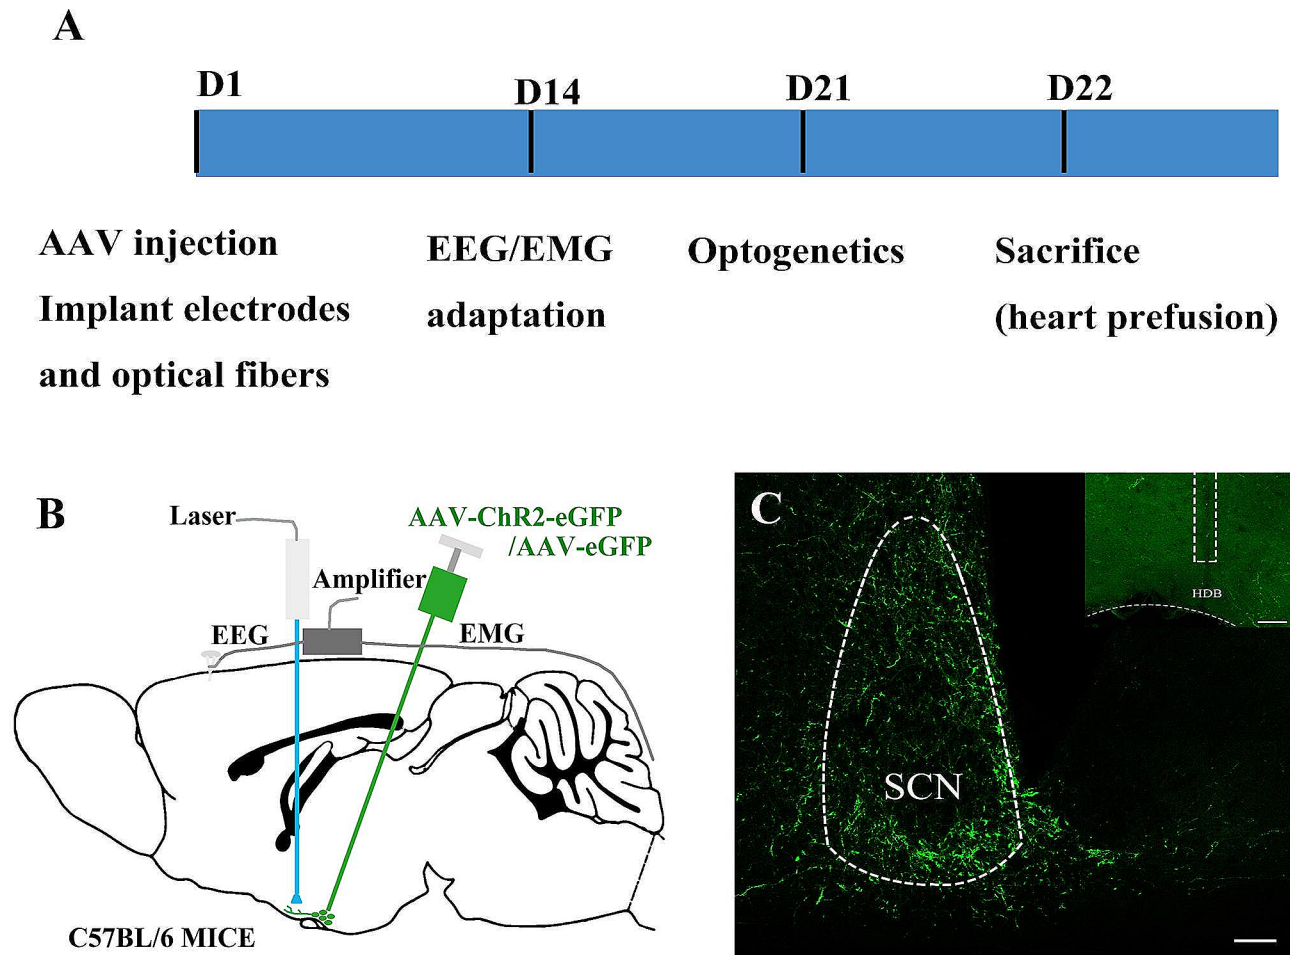 A
D1
D14
D21
D22
AAV injection
Implant electrodes
and optical fibers
EEG/EMG
adaptation
Optogenetics
Sacrifice
(heart prefusion)
B
Laser
AAV-ChR2-eGFP
/AAV-eGFP
Amplifier
EEG
EMG
C57BL/6 MICE
C
HDB
SCN